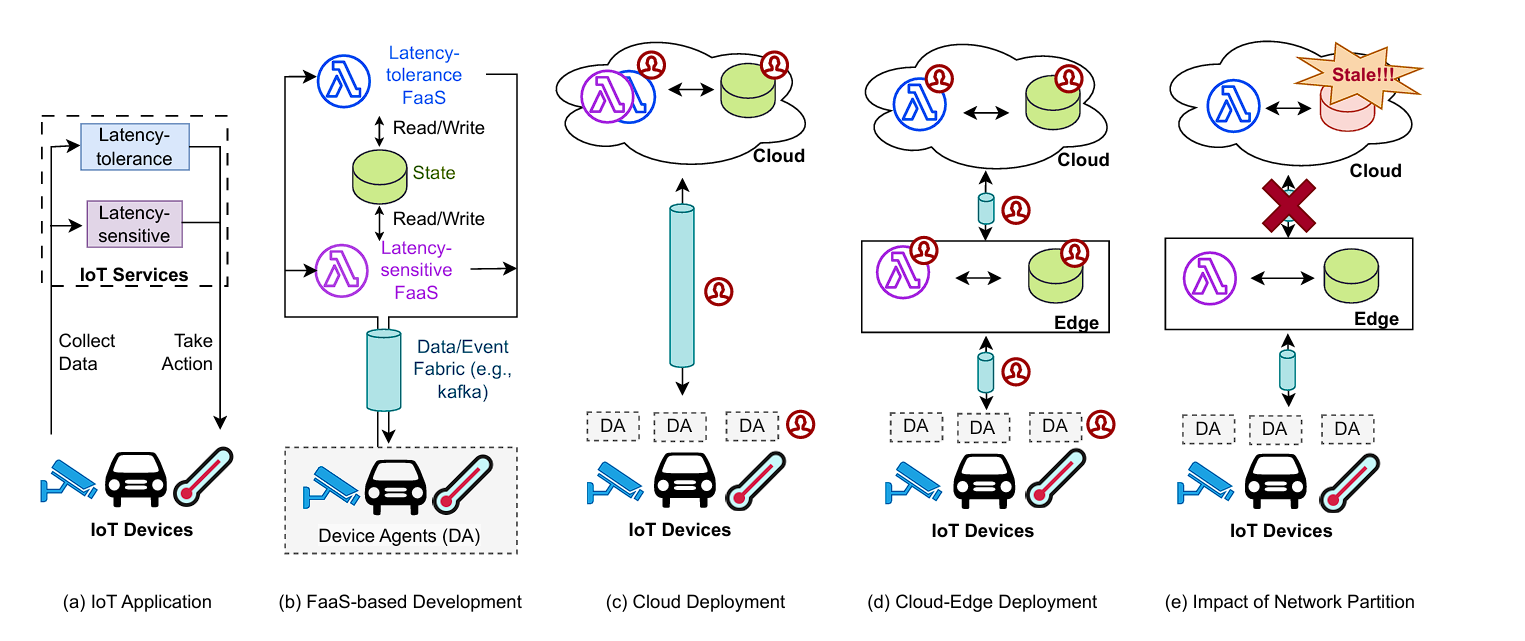 Latency-
tolerance
Latency-
sensitive
IoT Services
Collect
Data
Take
Action
IoT Devices
(a) IoT Application
Latency-
tolerance
FaaS
Read/Write
State
Read/Write
Latency-
sensitive
FaaS
Data/Event
Fabric (e.g.,
kafka)
Device Agents (DA)
(b) FaaS-based Development
Cloud
DA
DA
DA
IoT Devices
(c) Cloud Deployment
Cloud
Edge
DA
DA
DA
IoT Devices
(d) Cloud-Edge Deployment
Stale!!!
Cloud
Edge
DA
DA
DA
IoT Devices
(e) Impact of Network Partition